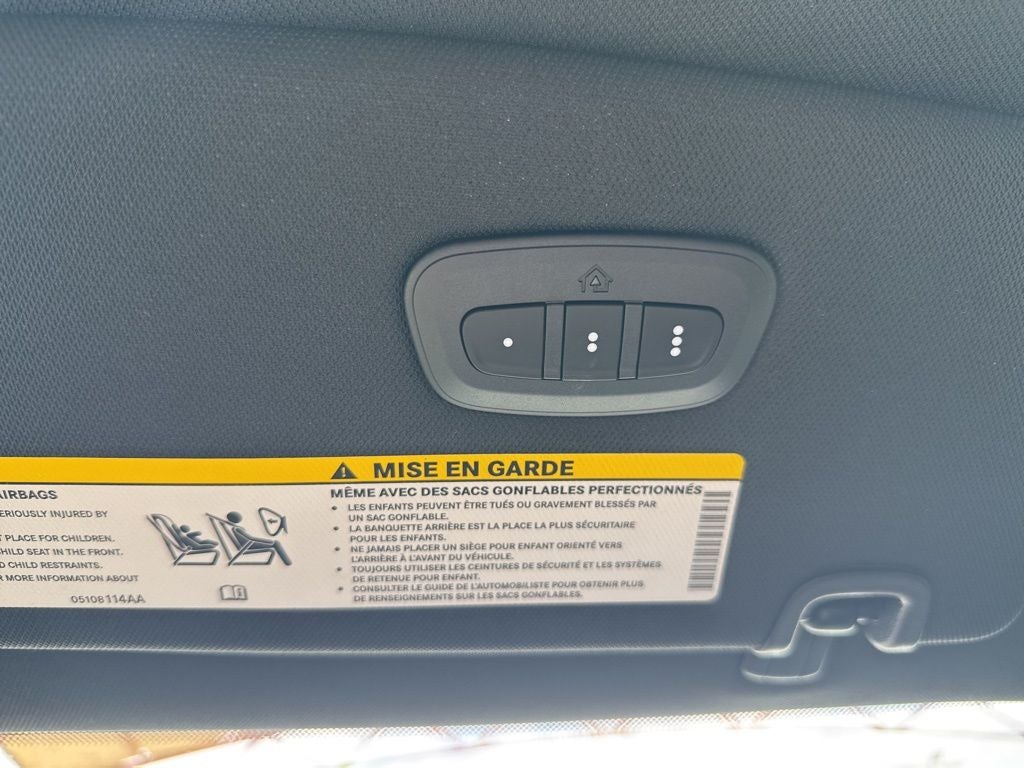 MISE EN GARDE
AIRBAGS
ERIOUSLY INJURED BY
T PLACE FOR CHILDREN.
CHILD SEAT IN THE FRONT.
D CHILD RESTRAINTS.
R MORE INFORMATION ABOUT
05108114AA
MÊME AVEC DES SACS GONFLABLES PERFECTIONNÉS
• LES ENFANTS PEUVENT ÊTRE TUÉS OU GRAVEMENT BLESSÉS PAR
UN SAC GONFLABLE.
• LA BANQUETTE ARRIÈRE EST LA PLACE LA PLUS SÉCURITAIRE
POUR LES ENFANTS.
• NE JAMAIS PLACER UN SIÈGE POUR ENFANT ORIENTÉ VERS
L'ARRIÈRE À L'AVANT DU VÉHICULE.
• TOUJOURS UTILISER LES CEINTURES DE SÉCURITÉ ET LES SYSTÈMES
DE RETENUE POUR ENFANT.
• CONSULTER LE GUIDE DE L'AUTOMOBILISTE POUR OBTENIR PLUS
DE RENSEIGNEMENTS SUR LES SACS GONFLABLES.